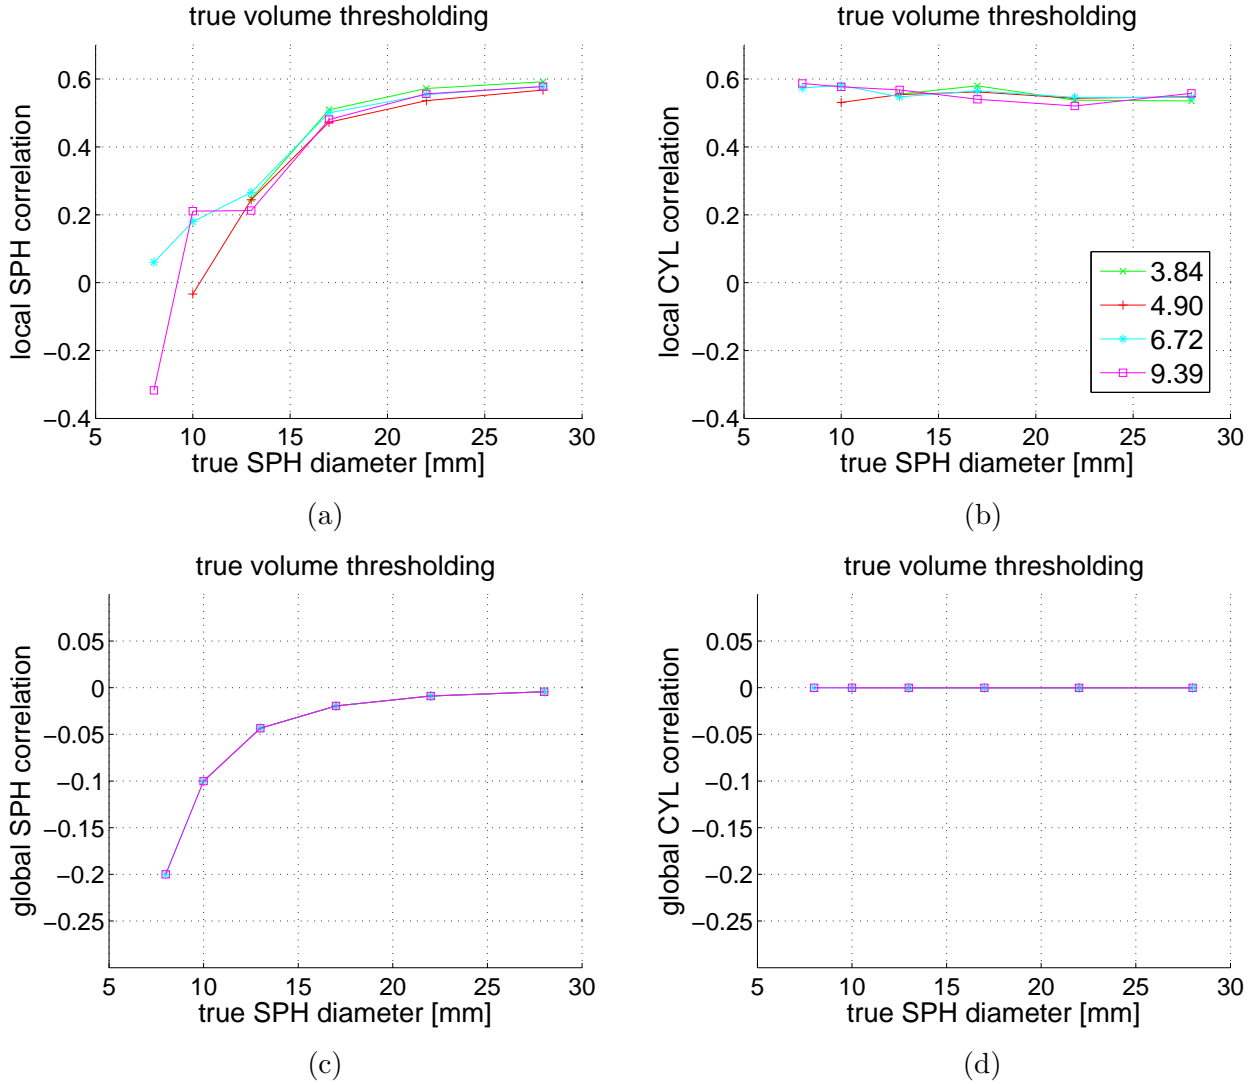 true volume thresholding
0.6
0.4
0.2
0
−0.2
−0.4
local SPH correlation
5 10 15 20 25 30
true SPH diameter [mm]
(a)
true volume thresholding
0.6
0.4
0.2
0
−0.2
−0.4
local CYL correlation
3.84
4.90
6.72
9.39
5 10 15 20 25 30
true SPH diameter [mm]
(b)
true volume thresholding
0.05
0
−0.05
−0.1
−0.15
−0.2
−0.25
global SPH correlation
5 10 15 20 25 30
true SPH diameter [mm]
(c)
true volume thresholding
0.05
0
−0.05
−0.1
−0.15
−0.2
−0.25
global CYL correlation
5 10 15 20 25 30
true SPH diameter [mm]
(d)